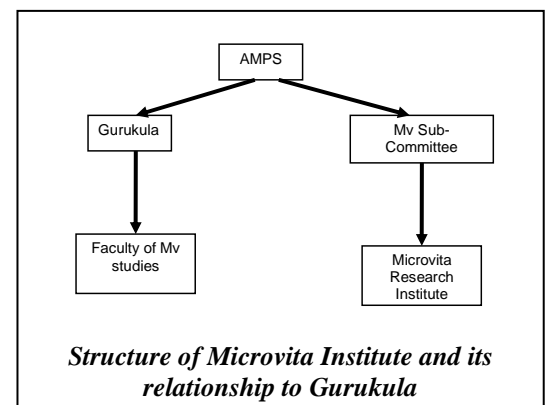 AMPS
Gurukula
Mv Sub-
Committee
Faculty of Mv
studies
Microvita
Research
Institute
Structure of Microvita Institute and its
relationship to Gurukula